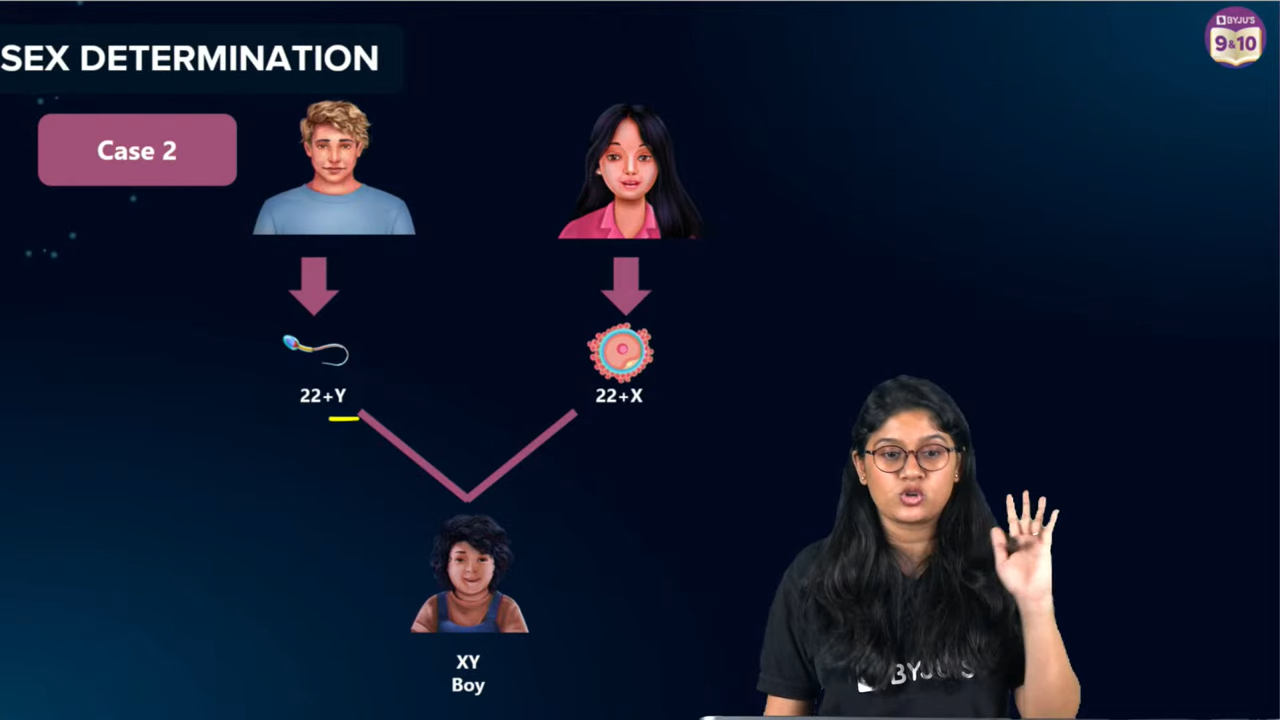 SEX DETERMINATION
BYJU'S
9&10
Case 2
22+Y
22+X
XY
Boy
BYJU'S